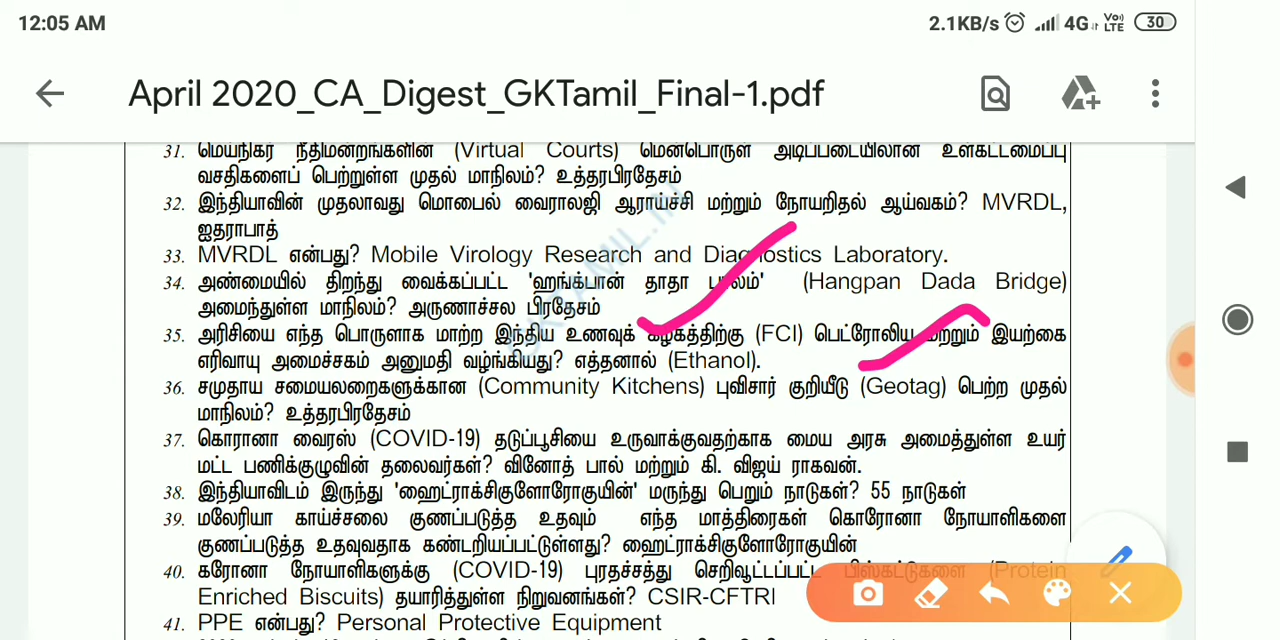 12:05 AM
2.1KB/s 4G Vo) LTE 30
April 2020_CA_Digest_GKTamil_Final-1.pdf
31. மெய்நிகர் நீதிமன்றங்களின் (Virtual Courts) மென்பொருள் அடிப்படையிலான உள்கட்டமைப்பு
வசதிகளைப் பெற்றுள்ள முதல் மாநிலம்? உத்தரபிரதேசம்
32. இந்தியாவின் முதலாவது மொபைல் வைராலஜி ஆராய்ச்சி மற்றும் நோயறிதல் ஆய்வகம்? MVRDL,
ஐதராபாத்
33. MVRDL என்பது? Mobile Virology Research and Diagnostics Laboratory.
34. அண்மையில் திறந்து வைக்கப்பட்ட 'ஹங்பான் தாதா பாலம்' (Hangpan Dada Bridge)
அமைந்துள்ள மாநிலம்? அருணாச்சல பிரதேசம்
35. அரிசியை எந்த பொருளாக மாற்ற இந்திய உணவுக் கழகத்திற்கு (FCI) பெட்ரோலிய மற்றும் இயற்கை
எரிவாயு அமைச்சகம் அனுமதி வழ்ங்கியது? எத்தனால் (Ethanol).
36. சமுதாய சமையலறைகளுக்கான (Community Kitchens) புவிசார் குறியீடு (Geotag) பெற்ற முதல்
மாநிலம்? உத்தரபிரதேசம்
37. கொரானா வைரஸ் (COVID-19) தடுப்பூசியை உருவாக்குவதற்காக மைய அரசு அமைத்துள்ள உயர்
மட்ட பணிக்குழுவின் தலைவர்கள்? வினோத் பால் மற்றும் கி. விஜய் ராகவன்.
38. இந்தியாவிடம் இருந்து 'ஹைட்ராக்சிகுளோரோகுயின்' மருந்து பெறும் நாடுகள்? 55 நாடுகள்
39. மலேரியா காய்ச்சலை குணப்படுத்த உதவும் எந்த மாத்திரைகள் கொரோனா நோயாளிகளை
குணப்படுத்த உதவுவதாக கண்டறியப்பட்டுள்ளது? ஹைட்ராக்சிகுளோரோகுயின்
40. கரோனா நோயாளிகளுக்கு (COVID-19) புரதச்சத்து செறிவூட்டப்பட்ட பிஸ்கட்டுகளை (Protein
Enriched Biscuits) தயாரித்துள்ள நிறுவனங்கள்? CSIR-CFTRI
41. PPE என்பது? Personal Protective Equipment
GKTAMIL.IN